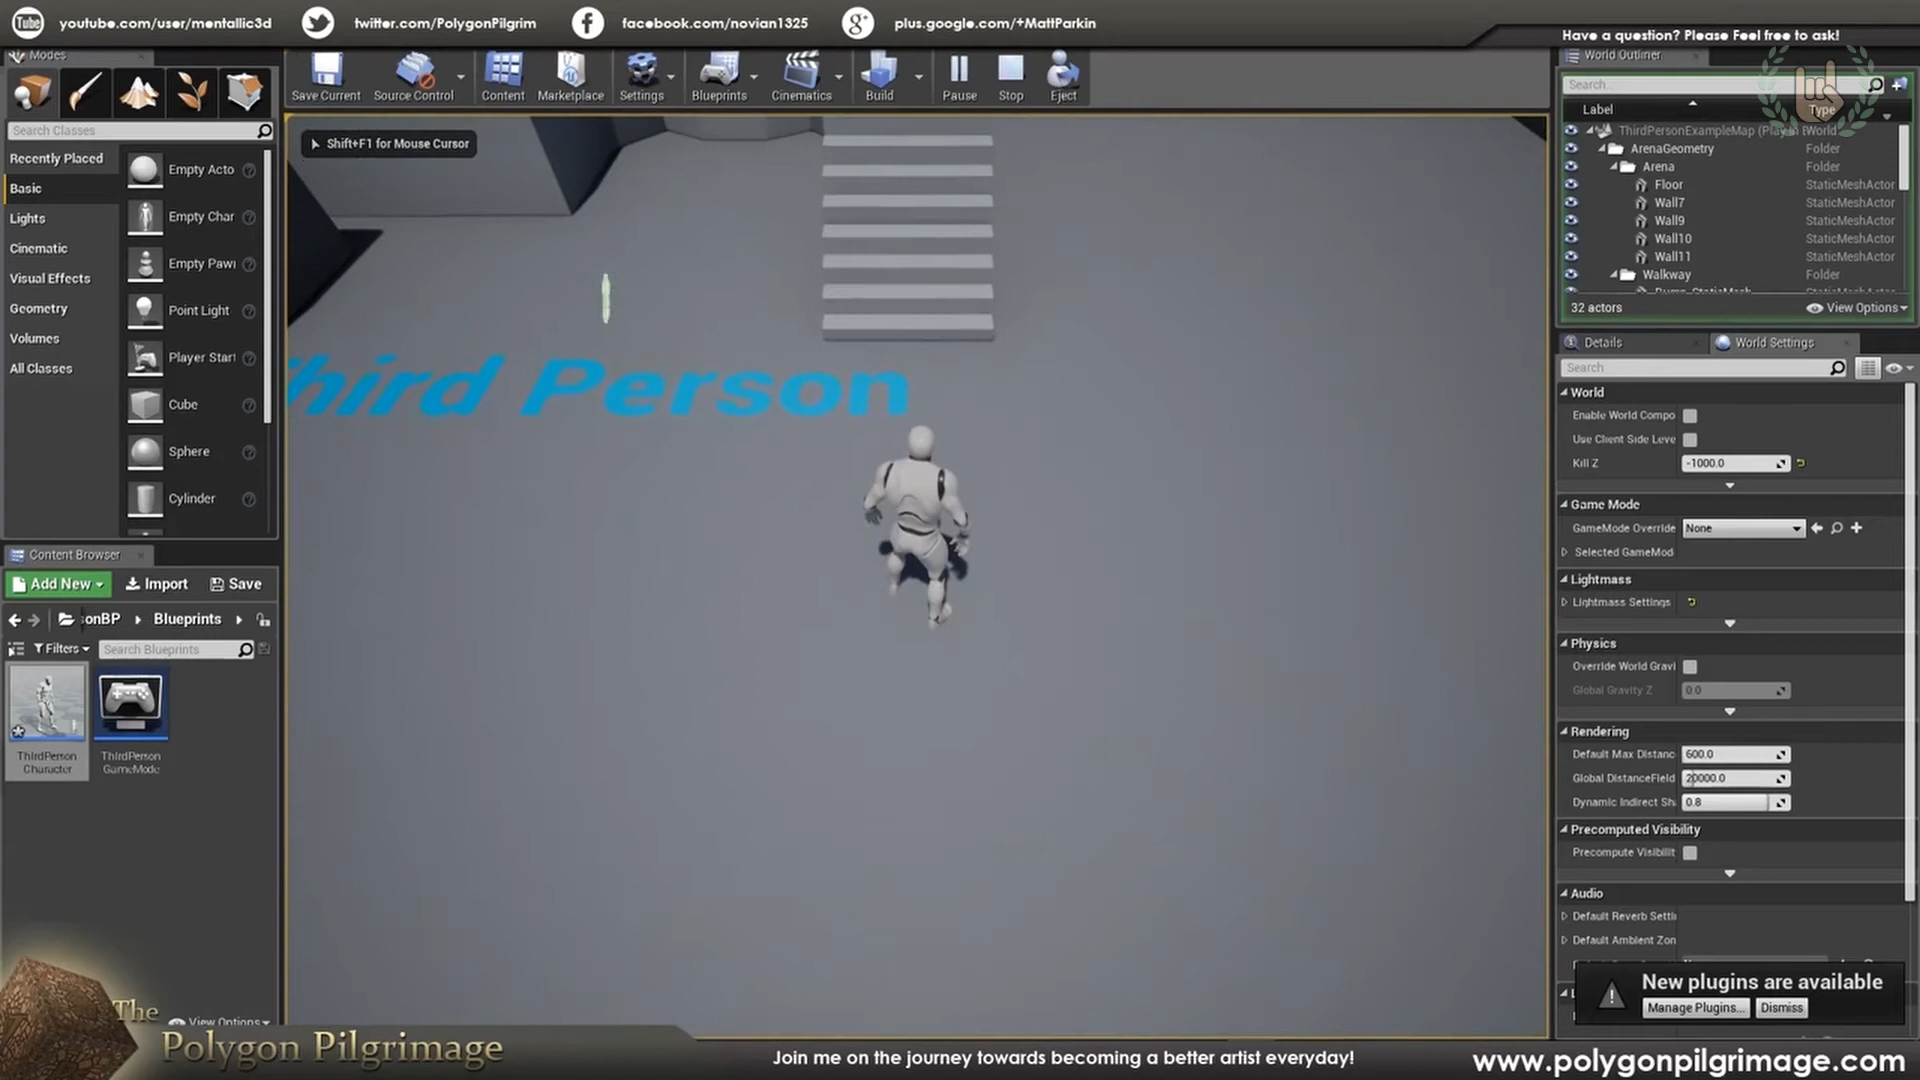 youtube.com/user/mentallic3d
twitter.com/PolygonPilgrim
facebook.com/novian1325
plus.google.com/+MattParkin
Have a question? Please Feel free to ask!
Modes
Save Current
Source Control
Content
Marketplace
Settings
Blueprints
Cinematics
Build
Pause
Stop
Eject
World Outliner
Search...
Label
Type
Search Classes
Recently Placed
Basic
Lights
Cinematic
Visual Effects
Geometry
Volumes
All Classes
Empty Acto
Empty Char
Empty Pawn
Point Light
Player Start
Cube
Sphere
Cylinder
Shift+F1 for Mouse Cursor
Third Person
ThirdPersonExampleMap (Play In E
World
ArenaGeometry
Folder
Arena
Folder
Floor
StaticMeshActor
Wall7
StaticMeshActor
Wall9
StaticMeshActor
Wall10
StaticMeshActor
Wall11
StaticMeshActor
Walkway
Folder
Bump_StaticMesh
32 actors
View Options
Details
World Settings
Search
World
Enable World Compo
Use Client Side Leve
Kill Z
-1000.0
Game Mode
GameMode Override
None
Selected GameMod
Lightmass
Lightmass Settings
Physics
Override World Gravi
Global Gravity Z
0.0
Rendering
Default Max Distanc
600.0
Global DistanceField
20000.0
Dynamic Indirect Sh
0.8
Precomputed Visibility
Precompute Visibilit
Audio
Default Reverb Setti
Default Ambient Zon
New plugins are available
Manage Plugins...
Dismiss
Content Browser
Add New
Import
Save
sonBP
Blueprints
Filters
Search Blueprints
ThirdPerson
Character
ThirdPerson
GameMode
View Options
The
Polygon Pilgrimage
Join me on the journey towards becoming a better artist everyday!
www.polygonpilgrimage.com